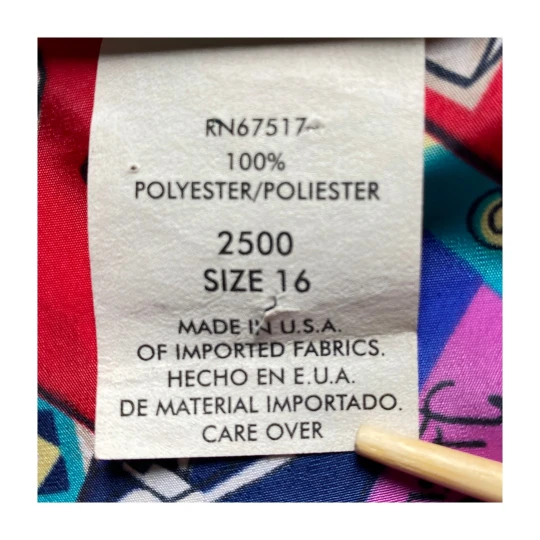 RN67517
100%
POLYESTER/POLIESTER
2500
SIZE 16
MADE IN U.S.A.
OF IMPORTED FABRICS.
HECHO EN E.U.A.
DE MATERIAL IMPORTADO.
CARE OVER